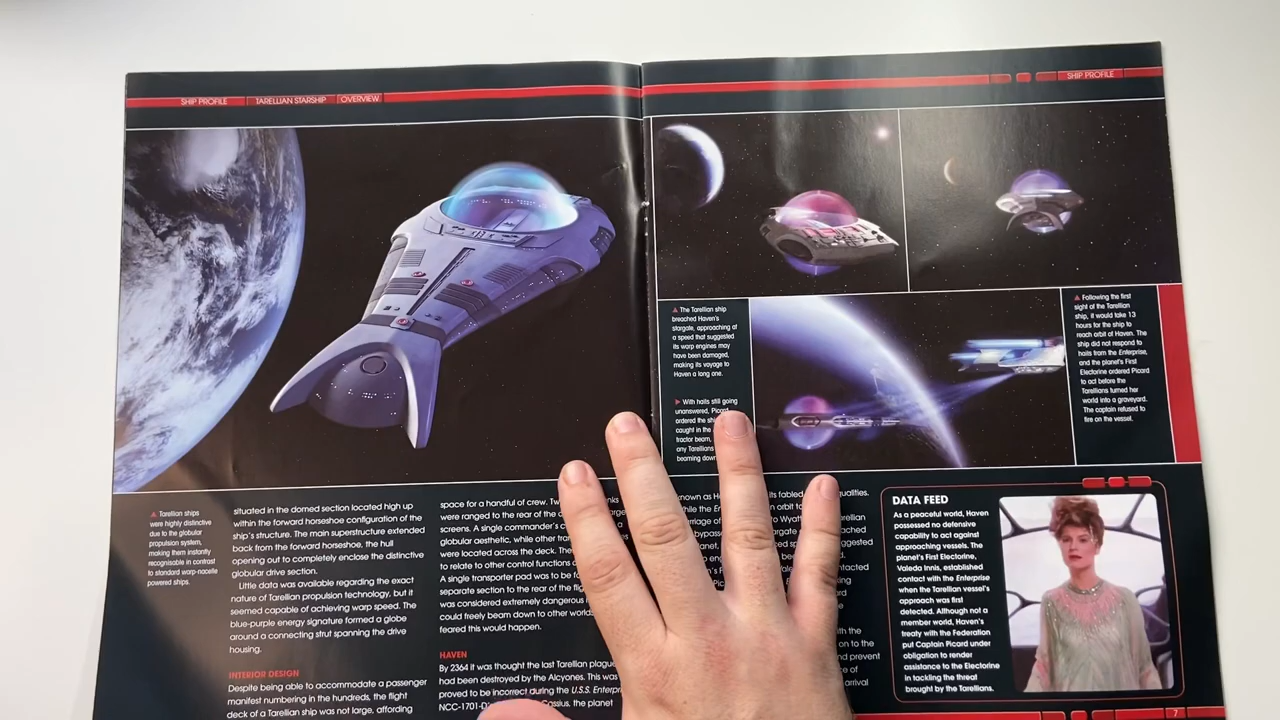 SHIP PROFILE
TARELLIAN STARSHIP
OVERVIEW
SHIP PROFILE
▲ Tarellian ships
were highly distinctive
due to the globular
propulsion system,
making them instantly
recognisable in contrast
to standard warp-nacelle
powered ships.
situated in the domed section located high up
within the forward horseshoe configuration of the
ship's structure. The main superstructure extended
back from the forward horseshoe, the hull
opening out to completely enclose the distinctive
globular drive section.
Little data was available regarding the exact
nature of Tarellian propulsion technology, but it
seemed capable of achieving warp speed. The
blue-purple energy signature formed a globe
around a connecting strut spanning the drive
housing.
INTERIOR DESIGN
Despite being able to accommodate a passenger
manifest numbering in the hundreds, the flight
deck of a Tarellian ship was not large, affording
space for a handful of crew.
were ranged to the rear of the
screens. A single commander's
globular aesthetic, while other
were located across the deck. The
to relate to other control functions
A single transporter pad was to be
separate section to the rear of the
was considered extremely dangerous
could freely beam down to other
feared this would happen.
HAVEN
By 2364 it was thought the last Tarellian plague
had been destroyed by the Alcyones. This was
proved to be incorrect during the U.S.S.
NCC-1701-D's Cassius, the planet
▲ The Tarellian ship
breached Haven's
stargate, approaching at
a speed that suggested
its warp engines may
have been damaged,
making its voyage to
Haven a long one.
▶ With hails still going
unanswered, Picard
ordered the
caught in the
tractor beam,
any Tarellians
beaming down
▲ Following the first
sight of the Tarellian
ship, it would take 13
hours for the ship to
reach orbit of Haven. The
ship did not respond to
hails from the Enterprise,
and the planet's First
Electorine ordered Picard
to act before the
Tarellians turned her
world into a graveyard.
The captain refused to
fire on the vessel.
known as its fabled qualities.
orbit to
to Wyatt
DATA FEED
As a peaceful world, Haven
possessed no defensive
capability to act against
approaching vessels. The
planet's First Electorine,
Valeda Innis, established
contact with the Enterprise
when the Tarellian vessel's
approach was first
detected. Although not a
member world, Haven's
treaty with the Federation
put Captain Picard under
obligation to render
assistance to the Electorine
in tackling the threat
brought by the Tarellians.
7